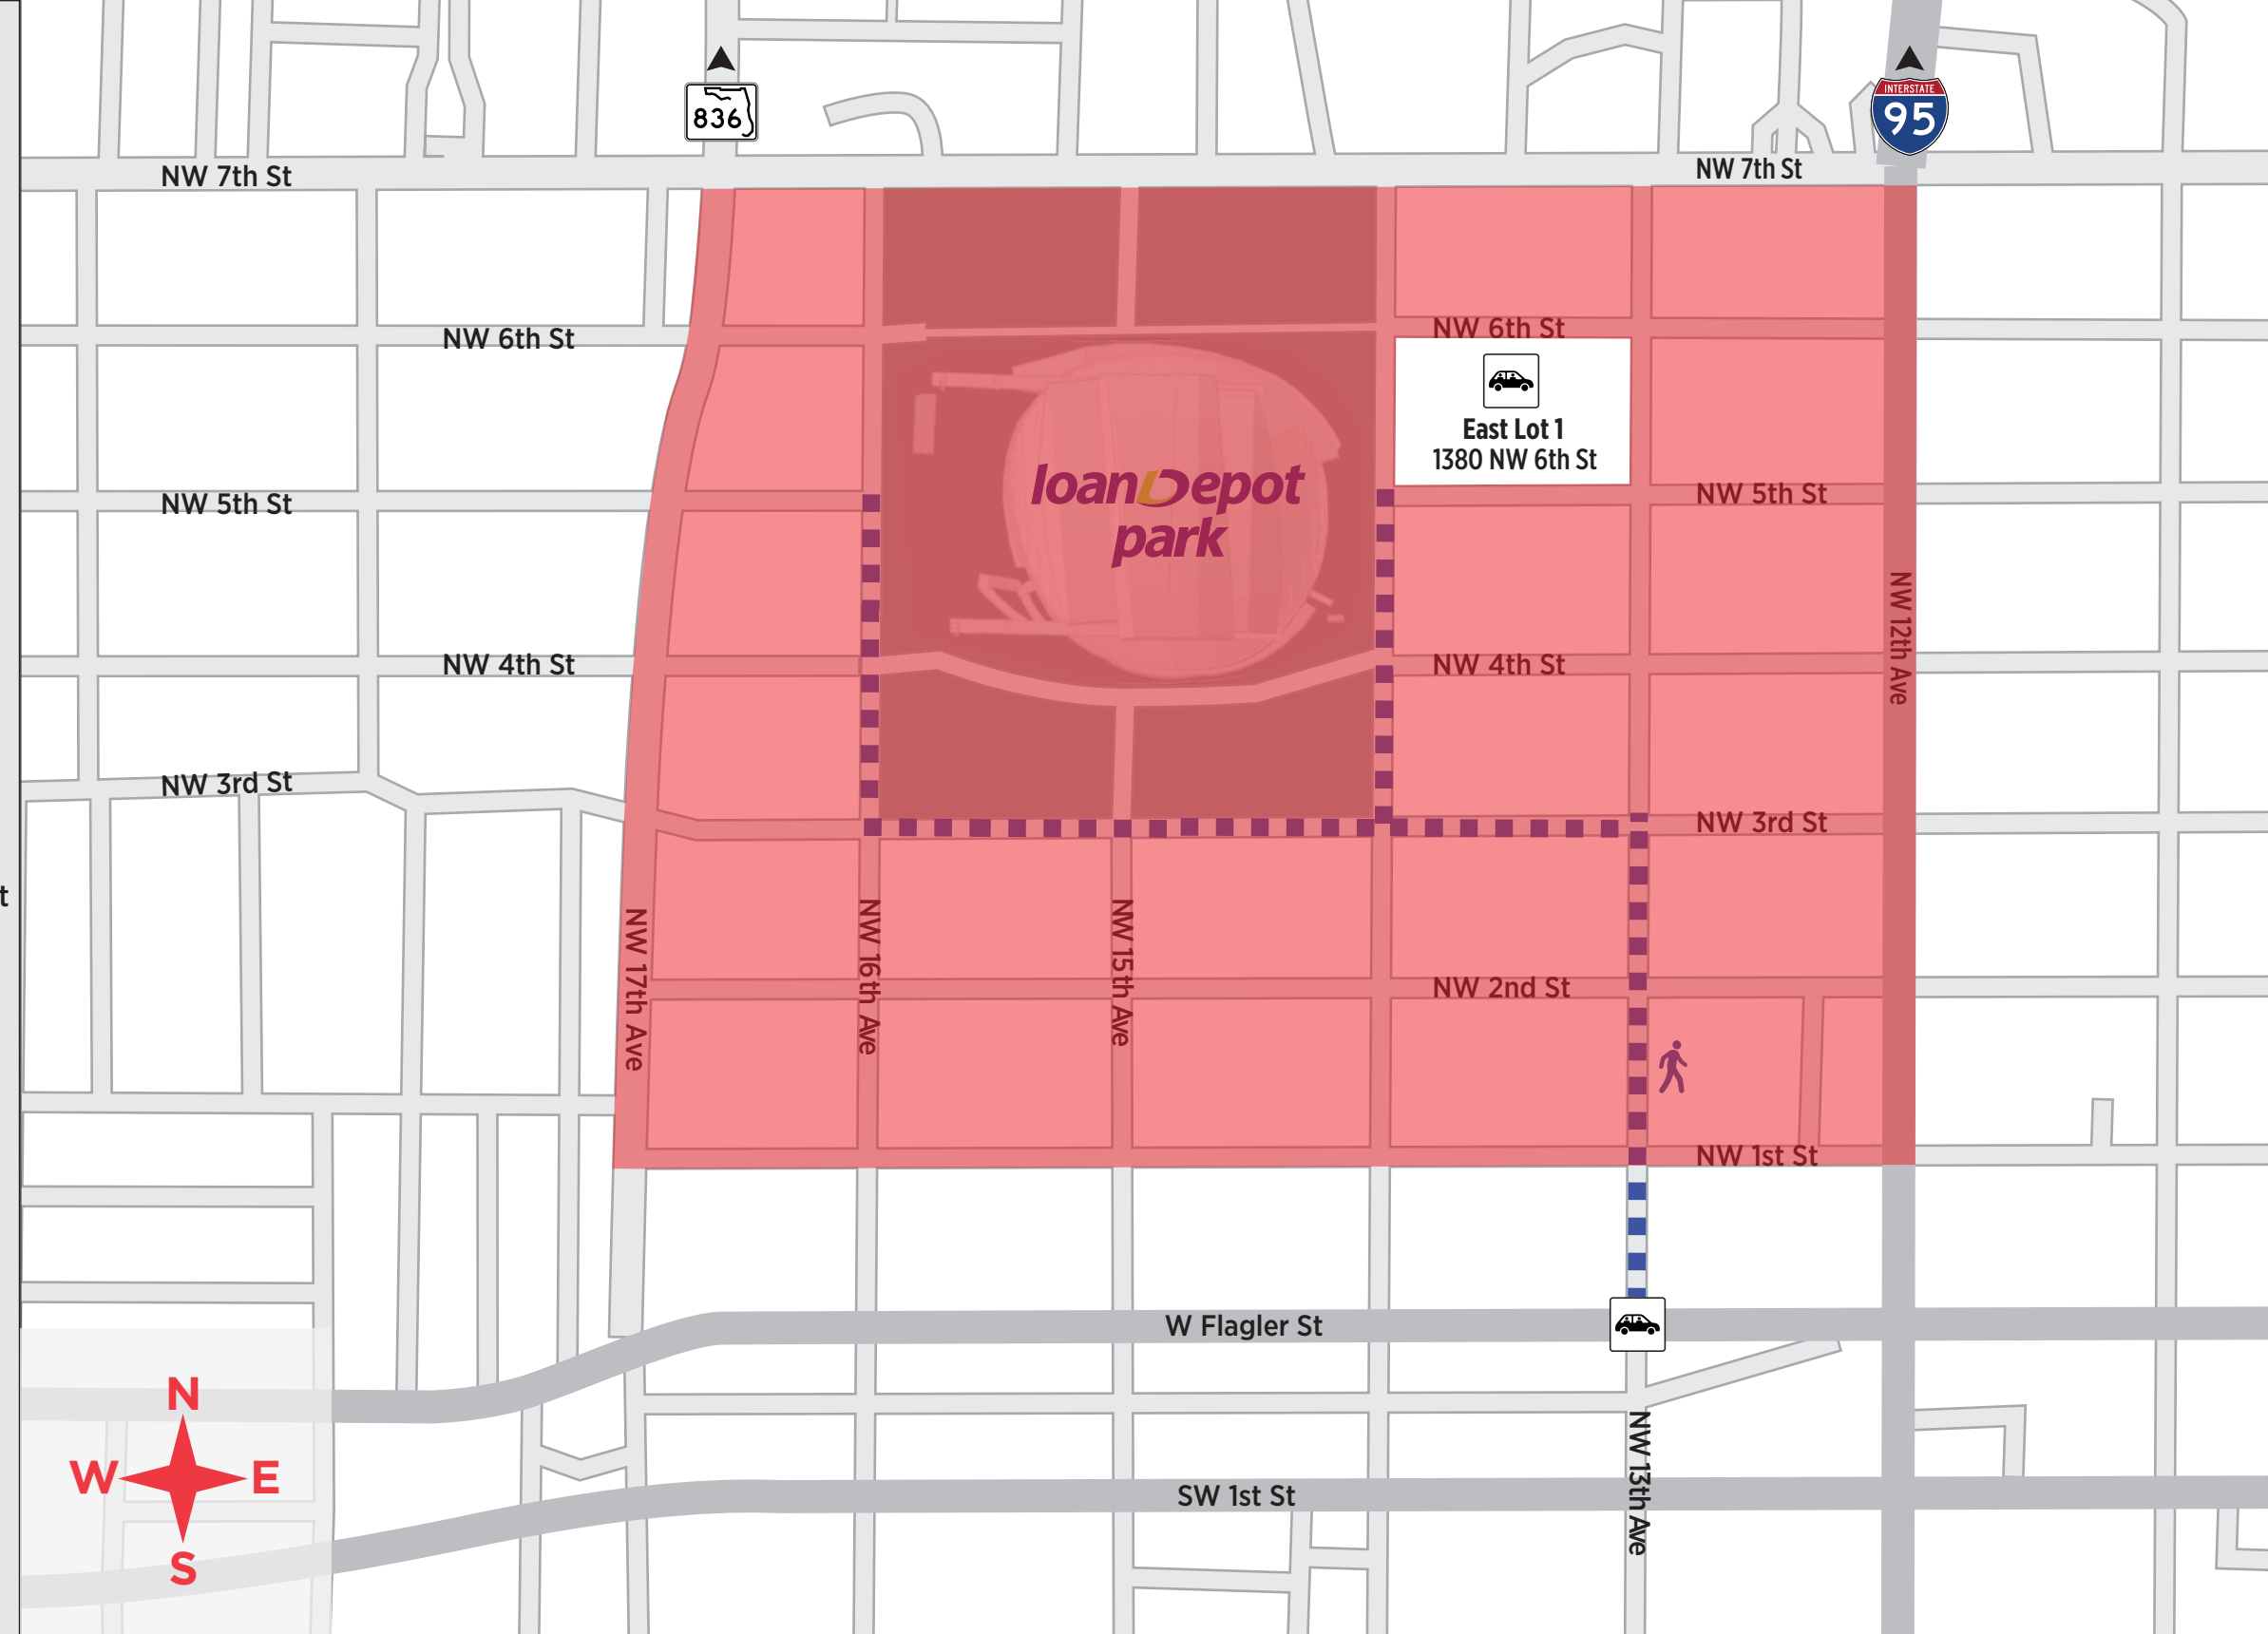 836
INTERSTATE
95
NW 7th St
NW 7th St
NW 6th St
NW 6th St
East Lot 1
1380 NW 6th St
loanDepot
park
NW 5th St
NW 5th St
NW 12th Ave
NW 4th St
NW 4th St
NW 3rd St
NW 3rd St
t
NW 17th Ave
NW 16th Ave
NW 15th Ave
NW 2nd St
NW 1st St
W Flagler St
N
W
E
S
NW 13th Ave
SW 1st St